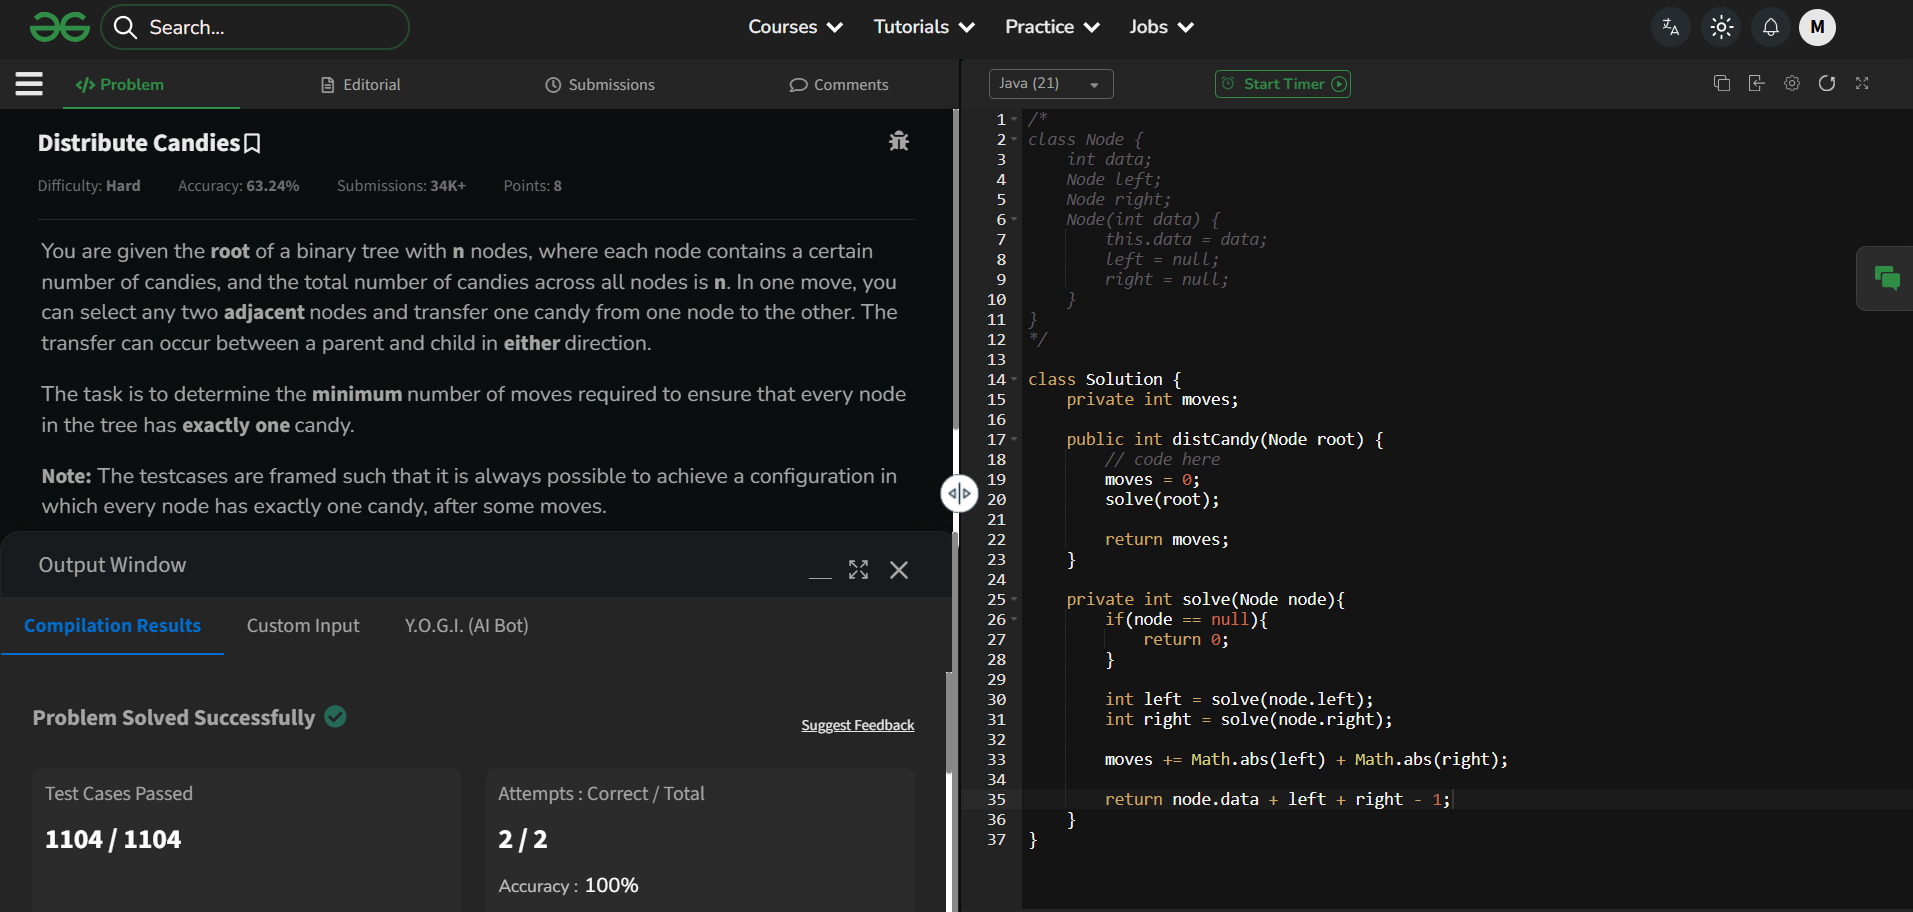 Search...
Courses
Tutorials
Practice
Jobs
M
</> Problem
Editorial
Submissions
Comments
Distribute Candies
Difficulty: Hard
Accuracy: 63.24%
Submissions: 34K+
Points: 8
You are given the root of a binary tree with n nodes, where each node contains a certain
number of candies, and the total number of candies across all nodes is n. In one move, you
can select any two adjacent nodes and transfer one candy from one node to the other. The
transfer can occur between a parent and child in either direction.
The task is to determine the minimum number of moves required to ensure that every node
in the tree has exactly one candy.
Note: The testcases are framed such that it is always possible to achieve a configuration in
which every node has exactly one candy, after some moves.
Output Window
Compilation Results
Custom Input
Y.O.G.I. (AI Bot)
Problem Solved Successfully
Suggest Feedback
Test Cases Passed
1104 / 1104
Attempts : Correct / Total
2 / 2
Accuracy : 100%
Java (21)
Start Timer
1 /*
2 class Node {
3     int data;
4     Node left;
5     Node right;
6     Node(int data) {
7         this.data = data;
8         left = null;
9         right = null;
10     }
11 }
12 */
13
14 class Solution {
15     private int moves;
16
17     public int distCandy(Node root) {
18         // code here
19         moves = 0;
20         solve(root);
21
22         return moves;
23     }
24
25     private int solve(Node node){
26         if(node == null){
27             return 0;
28         }
29
30         int left = solve(node.left);
31         int right = solve(node.right);
32
33         moves += Math.abs(left) + Math.abs(right);
34
35         return node.data + left + right - 1;
36     }
37 }